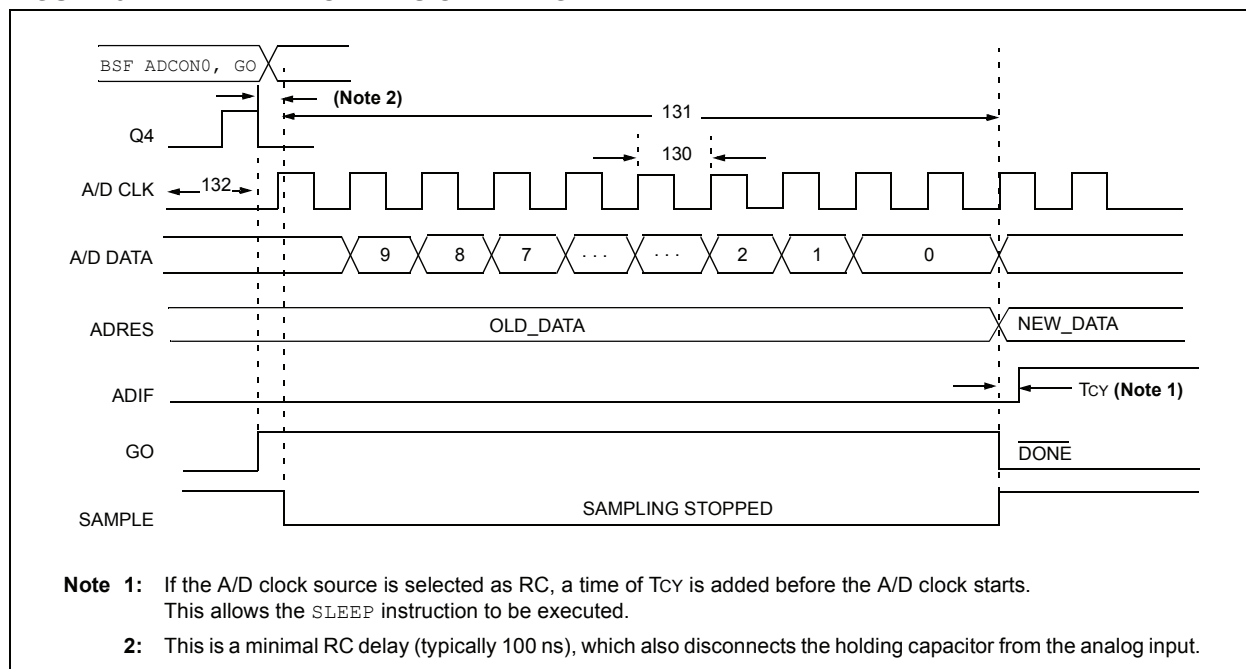 BSF ADCON0, GO
(Note 2)
131
Q4
130
A/D CLK
132
A/D DATA
9 8 7 . . . . . . 2 1 0
ADRES
OLD_DATA
NEW_DATA
ADIF
TCY (Note 1)
GO
DONE
SAMPLE
SAMPLING STOPPED
Note 1: If the A/D clock source is selected as RC, a time of TCY is added before the A/D clock starts.
This allows the SLEEP instruction to be executed.
2: This is a minimal RC delay (typically 100 ns), which also disconnects the holding capacitor from the analog input.